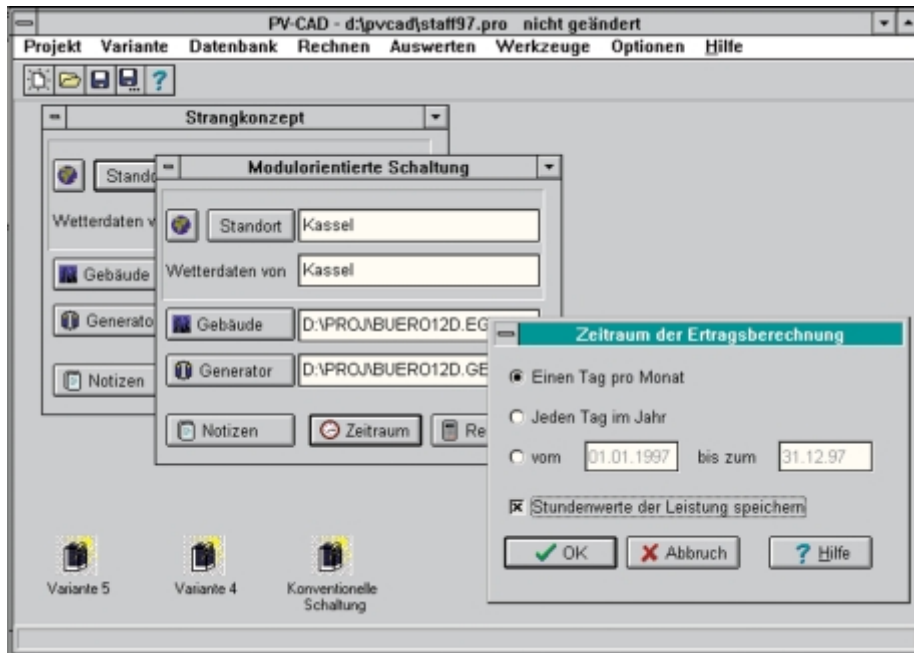 PV-CAD - d:\pvcad\staff97.pro nicht geändert
Projekt Variante Datenbank Rechnen Auswerten Werkzeuge Optionen Hilfe
Strangkonzept
Wetterdaten
Gebäude
Notizen
Modulorientierte Schaltung
Standort Kassel
Wetterdaten von Kassel
Gebäude D:\PROJ\BUERO12D.EG
Generator D:\PROJ\BUERO12D.GE
Notizen Zeitraum Re
Zeitraum der Ertragsberechnung
Einen Tag pro Monat
Jeden Tag im Jahr
vom 01.01.1997 bis zum 31.12.97
Stundenwerte der Leistung speichern
OK Abbruch ? Hilfe
Variante 5
Variante 4
Konventionelle
Schaltung